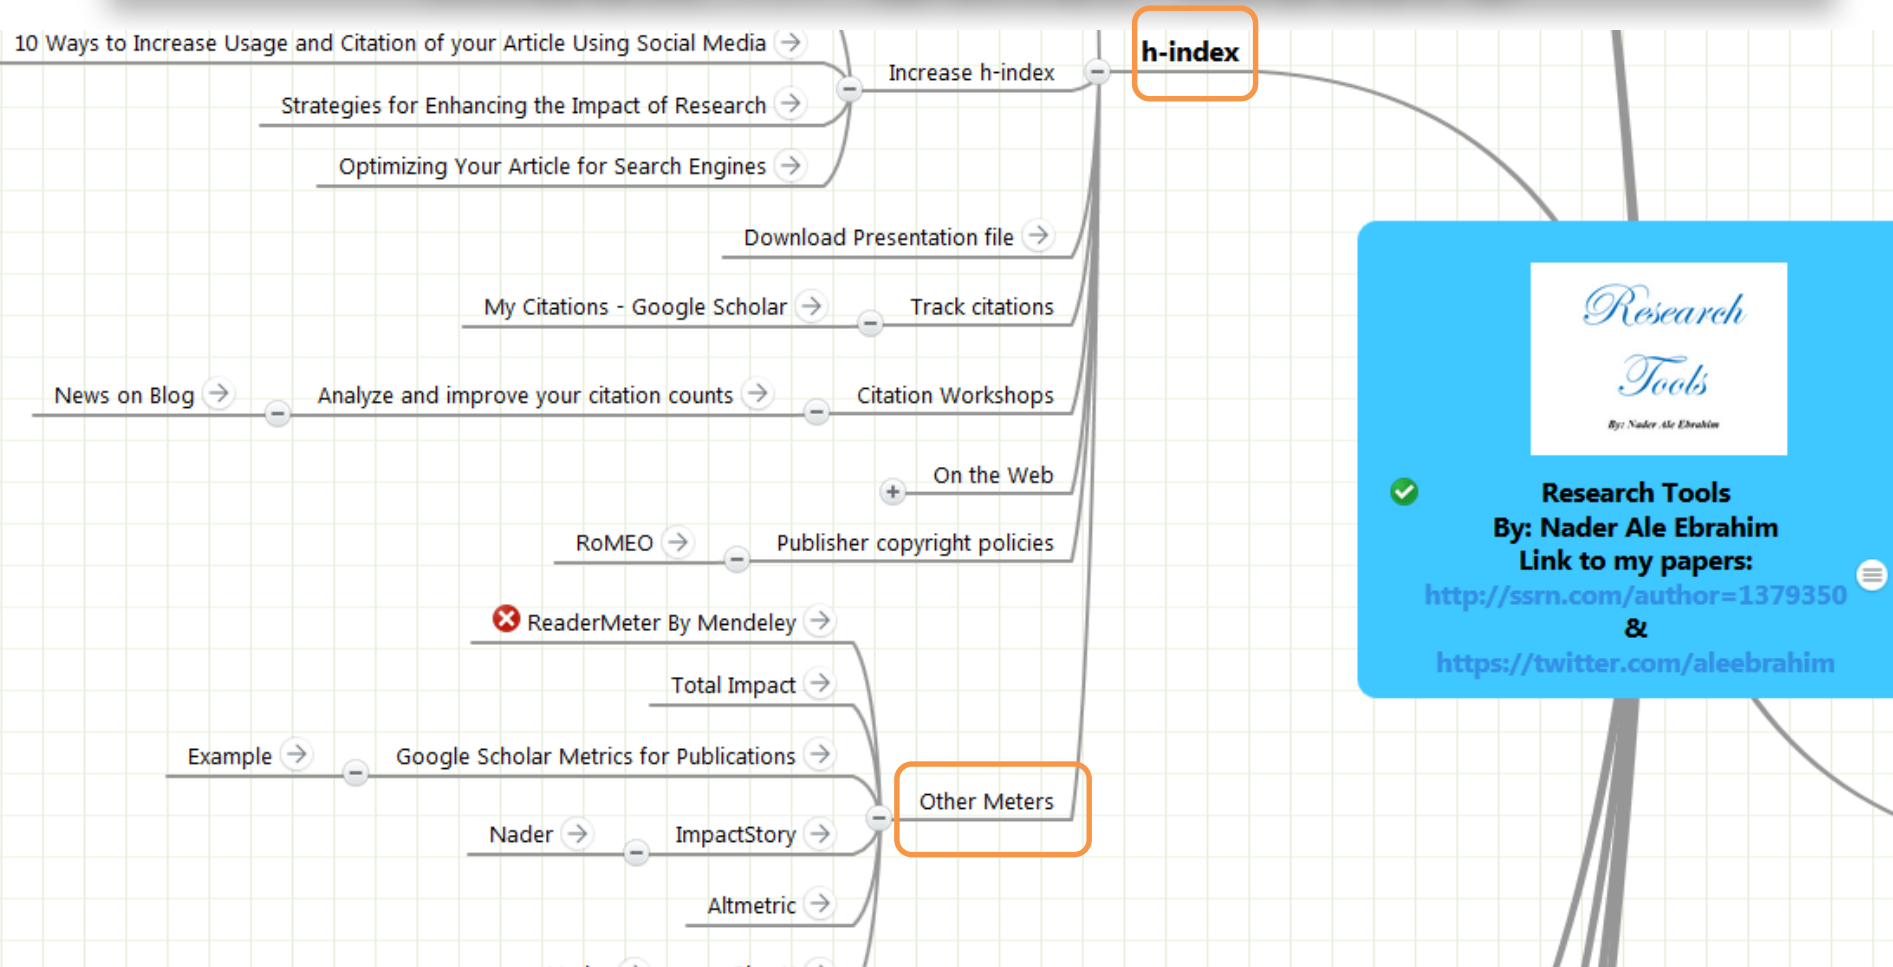 10 Ways to Increase Usage and Citation of your Article Using Social Media
Increase h-index
h-index
Strategies for Enhancing the Impact of Research
Optimizing Your Article for Search Engines
Download Presentation file
My Citations - Google Scholar
Track citations
News on Blog
Analyze and improve your citation counts
Citation Workshops
On the Web
RoMEO
Publisher copyright policies
ReaderMeter By Mendeley
Total Impact
Example
Google Scholar Metrics for Publications
Other Meters
Nader
ImpactStory
Altmetric
Research
Tools
By: Nader Ale Ebrahim
Research Tools
By: Nader Ale Ebrahim
Link to my papers:
http://ssrn.com/author=1379350
&
https://twitter.com/aleebrahim